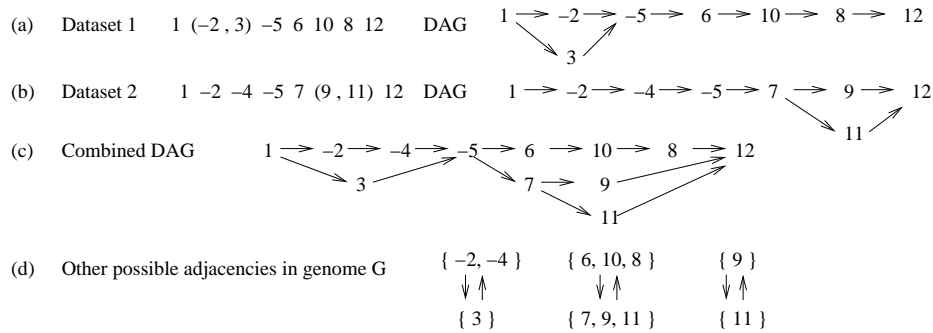 (a) Dataset 1 1 (−2 , 3) −5 6 10 8 12 DAG 1 −2 −5 6 10 8 12
3
(b) Dataset 2 1 −2 −4 −5 7 (9 , 11) 12 DAG 1 −2 −4 −5 7 9 12
11
(c) Combined DAG 1 −2 −4 −5 6 10 8 12
3 7 9
11
(d) Other possible adjacencies in genome G { −2, −4 } { 6, 10, 8 } { 9 }
{ 3 } { 7, 9, 11 } { 11 }